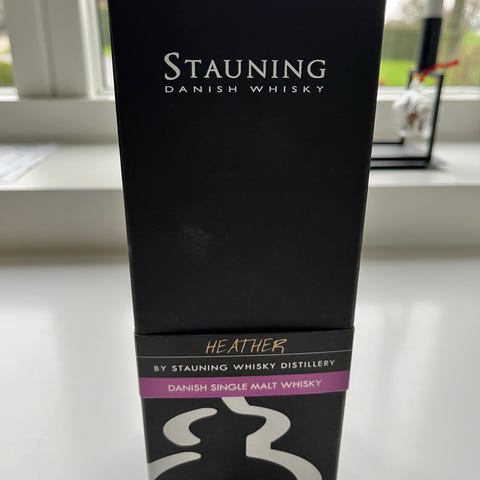 STAUNING
DANISH WHISKY
HEATHER
BY STAUNING WHISKY DISTILLERY
DANISH SINGLE MALT WHISKY